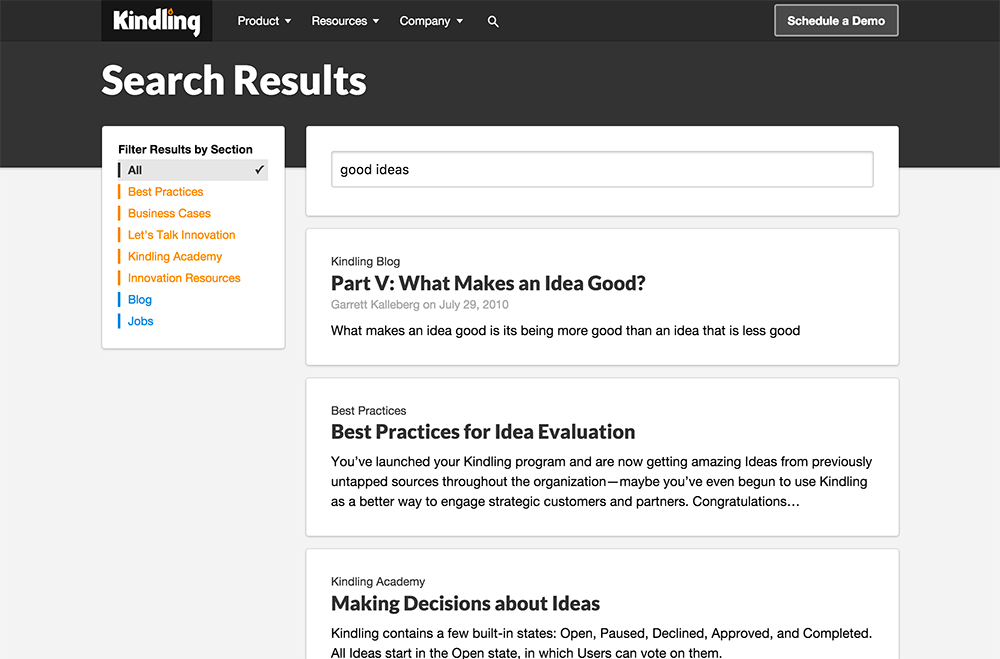 Kindling
Product
Resources
Company
Schedule a Demo
Search Results
Filter Results by Section
All
Best Practices
Business Cases
Let's Talk Innovation
Kindling Academy
Innovation Resources
Blog
Jobs
good ideas
Kindling Blog
Part V: What Makes an Idea Good?
Garrett Kalleberg on July 29, 2010
What makes an idea good is its being more good than an idea that is less good
Best Practices
Best Practices for Idea Evaluation
You’ve launched your Kindling program and are now getting amazing Ideas from previously
untapped sources throughout the organization—maybe you’ve even begun to use Kindling
as a better way to engage strategic customers and partners. Congratulations…
Kindling Academy
Making Decisions about Ideas
Kindling contains a few built-in states: Open, Paused, Declined, Approved, and Completed.
All Ideas start in the Open state, in which Users can vote on them.